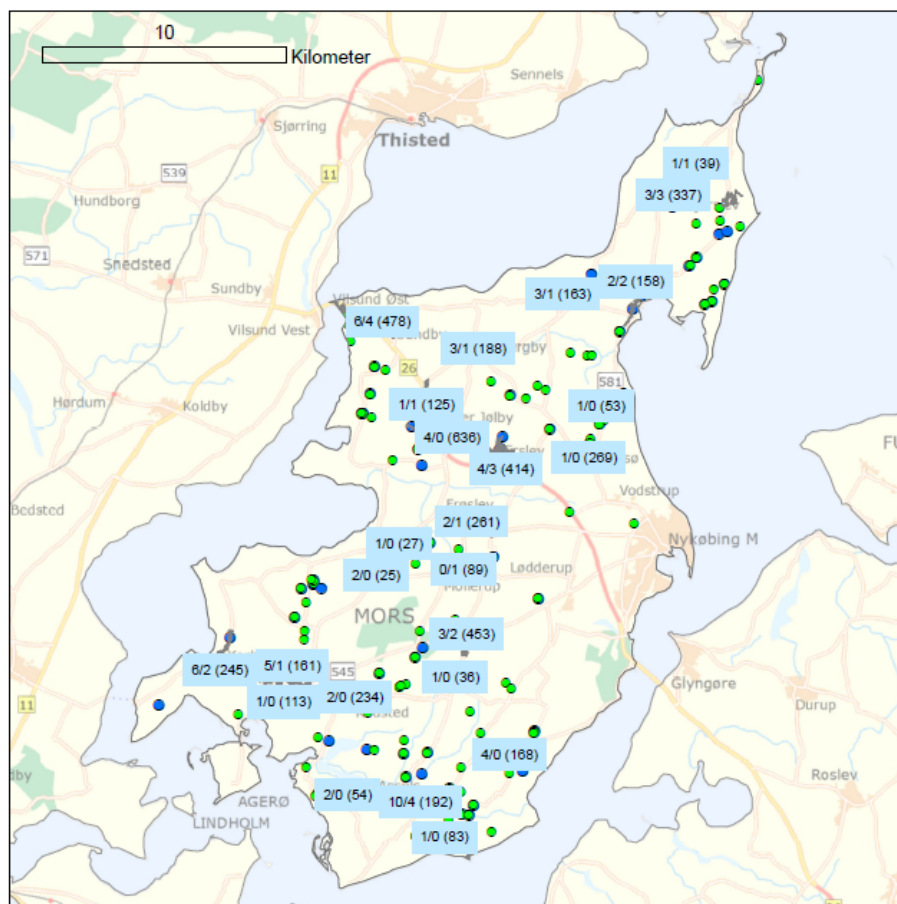 10
Kilometer
Sennels
Sjørring
Thisted
539
11
1/1 (39)
Hundborg
3/3 (337)
571
Snedsted
2/2 (158)
Sundby
3/1 (163)
Vilsund Øst
6/4 (478)
Vilsund Vest
3/1 (188)
26
581
Hørdum
Koldby
1/1 (125)
1/0 (53)
4/0 (636)
1/0 (269)
4/3 (414)
Vodstrup
Bedsted
Frøslev
2/1 (261)
Nykøbing M
1/0 (27)
0/1 (89)
Lødderup
2/0 (25)
MORS
3/2 (453)
6/2 (245)
5/1 (161)
545
1/0 (36)
Glyngøre
11
1/0 (113)
2/0 (234)
Durup
4/0 (168)
Roslev
2/0 (54)
10/4 (192)
AGERØ
LINDHOLM
1/0 (83)